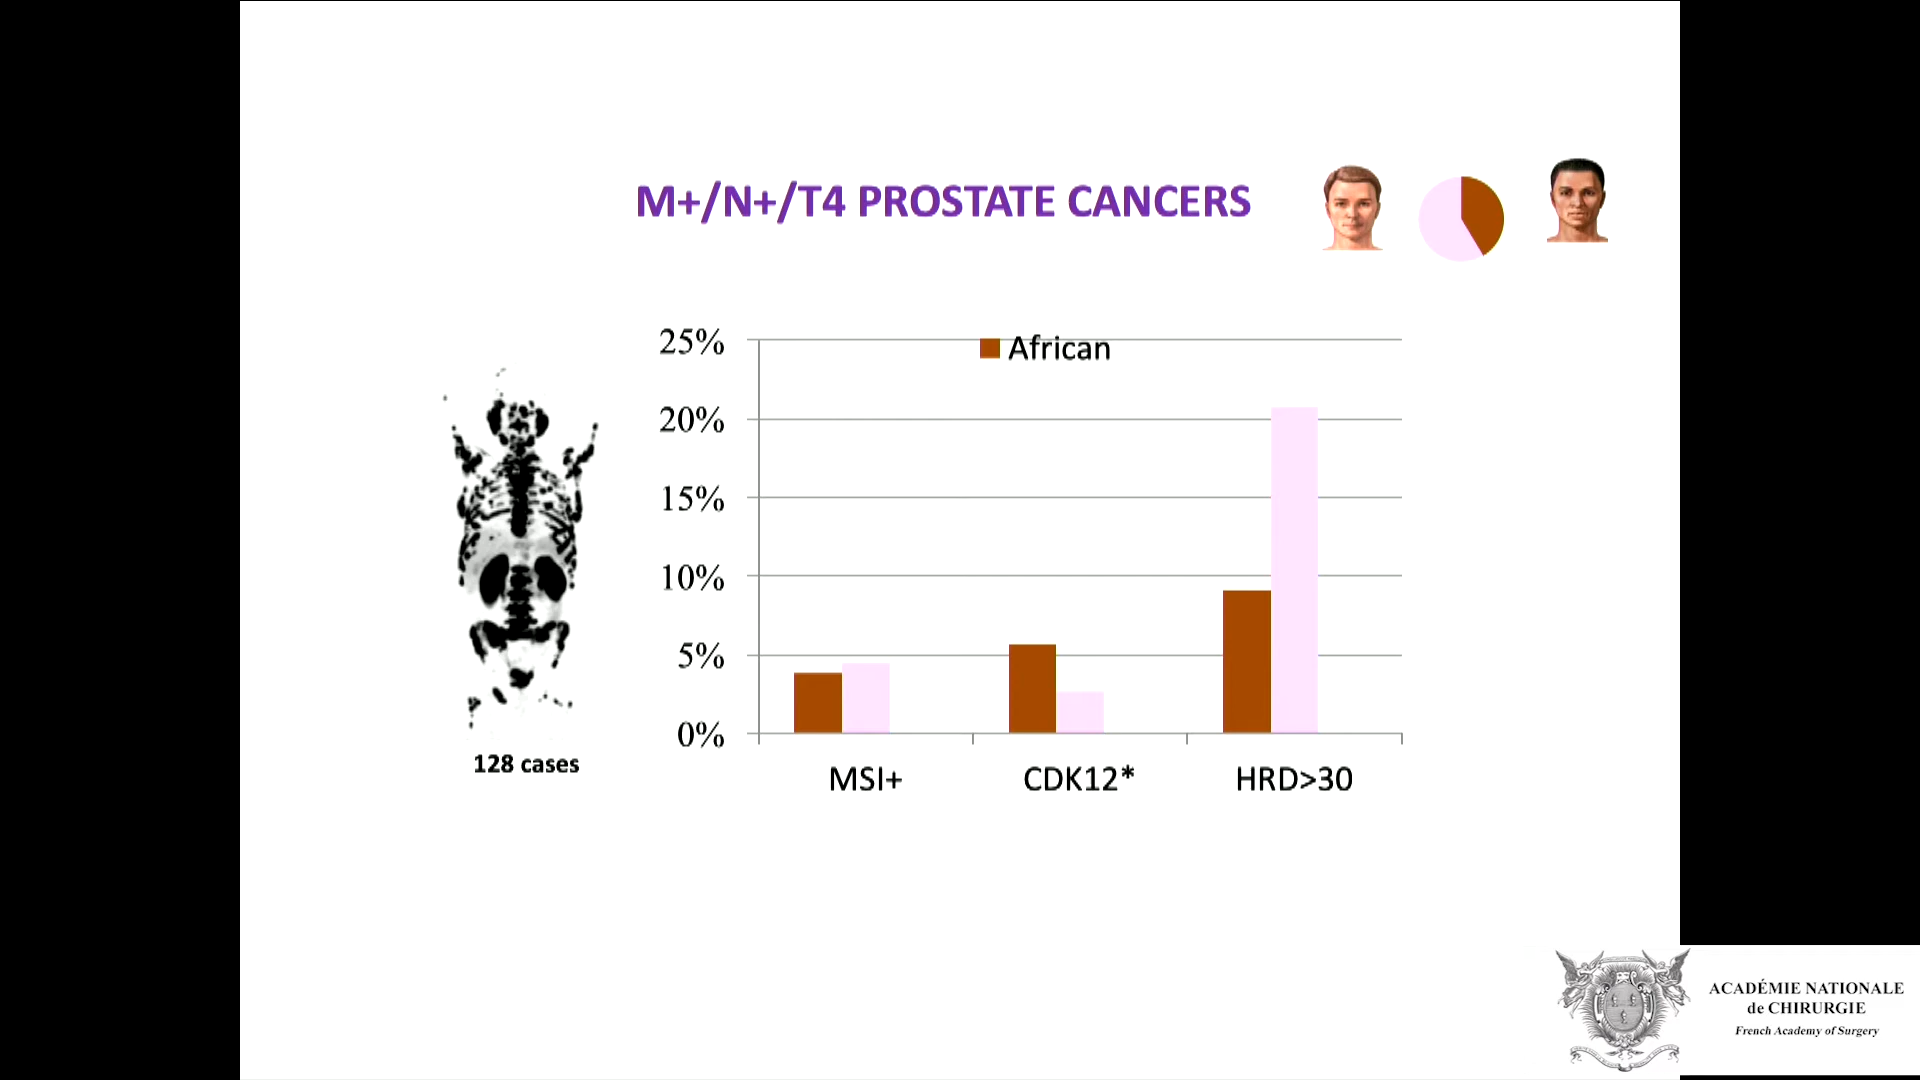 M+/N+/T4 PROSTATE CANCERS
25%
African
20%
15%
10%
5%
0%
128 cases
MSI+
CDK12*
HRD>30
ACADÉMIE NATIONALE
de CHIRURGIE
French Academy of Surgery